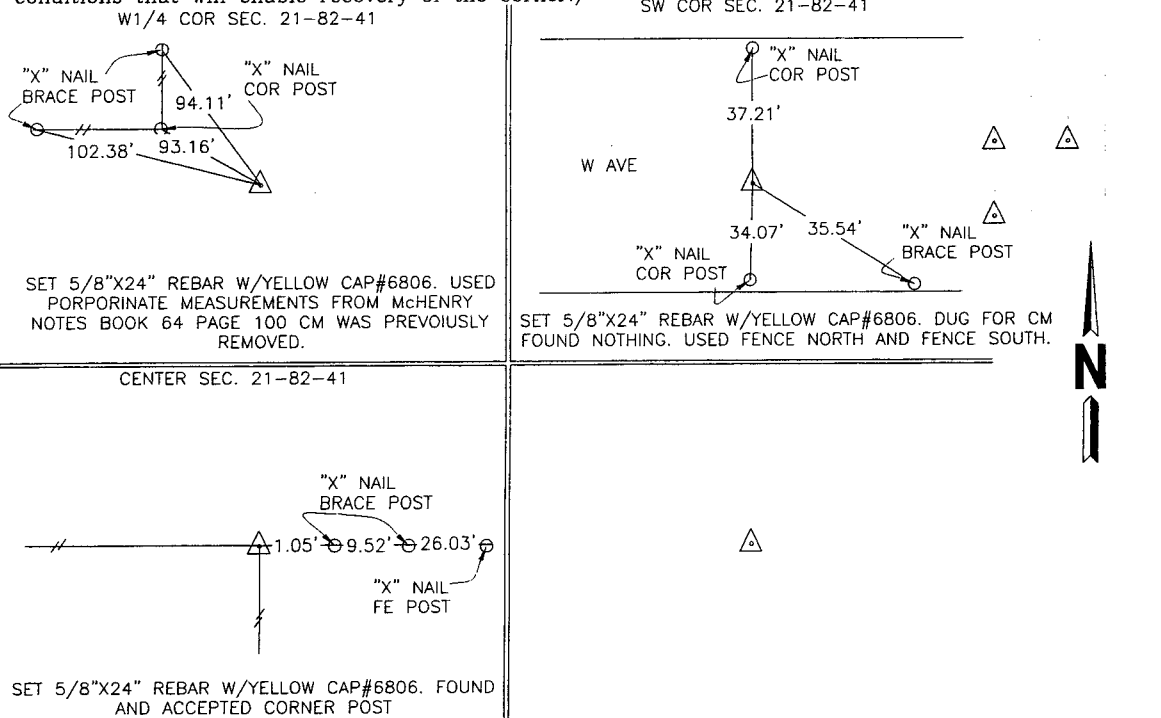 conditions that will enable recovery of the corner.)
W1/4 COR SEC. 21-82-41
"X" NAIL
BRACE POST
"X" NAIL
COR POST
94.11'
102.38'
93.16'
SET 5/8"X24" REBAR W/YELLOW CAP#6806. USED
PORPORINATE MEASUREMENTS FROM McHENRY
NOTES BOOK 64 PAGE 100 CM WAS PREVOIUSLY
REMOVED.
SW COR SEC. 21-82-41
"X" NAIL
COR POST
37.21'
W AVE
34.07'
35.54'
"X" NAIL
COR POST
"X" NAIL
BRACE POST
SET 5/8"X24" REBAR W/YELLOW CAP#6806. DUG FOR CM
FOUND NOTHING. USED FENCE NORTH AND FENCE SOUTH.
N
CENTER SEC. 21-82-41
"X" NAIL
BRACE POST
1.05'
9.52'
26.03'
"X" NAIL
FE POST
SET 5/8"X24" REBAR W/YELLOW CAP#6806. FOUND
AND ACCEPTED CORNER POST